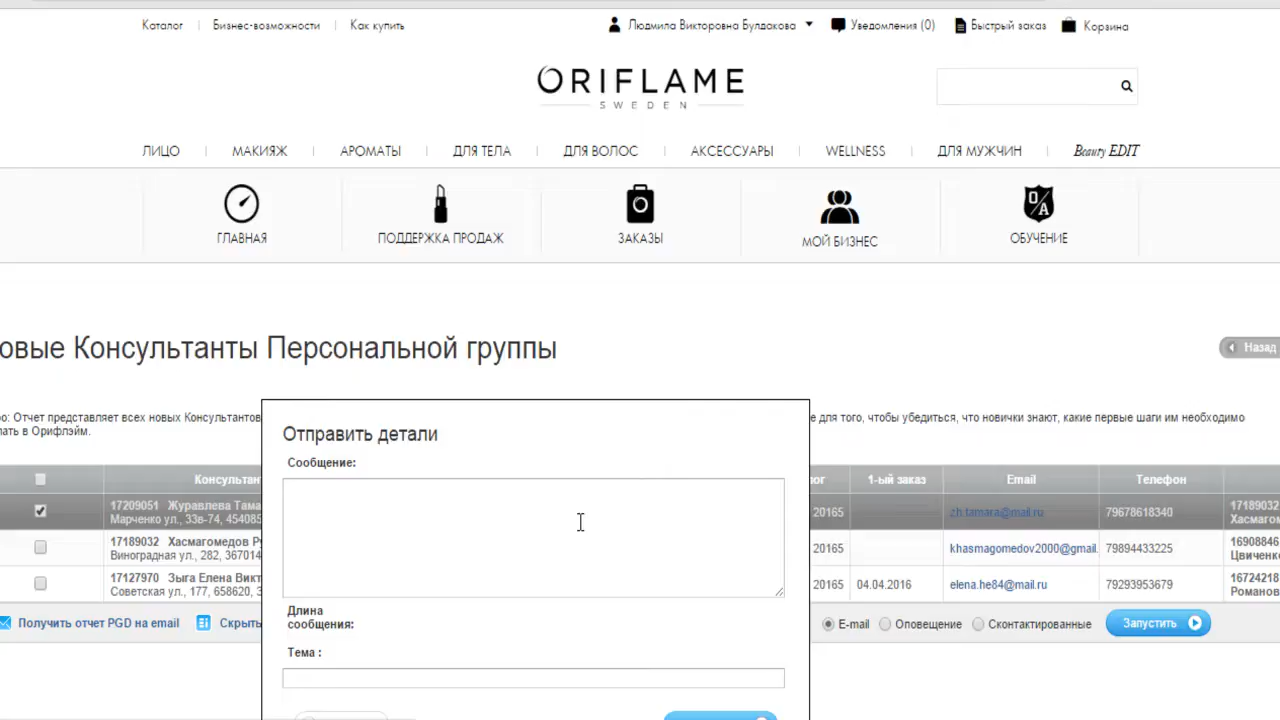 Каталог Бизнес-возможности Как купить Людмила Викторовна Булдакова Уведомления (0) Быстрый заказ Корзина
ORIFLAME
SWEDEN
ЛИЦО МАКИЯЖ АРОМАТЫ ДЛЯ ТЕЛА ДЛЯ ВОЛОС АКСЕССУАРЫ WELLNESS ДЛЯ МУЖЧИН Beauty EDIT
ГЛАВНАЯ ПОДДЕРЖКА ПРОДАЖ ЗАКАЗЫ МОЙ БИЗНЕС ОБУЧЕНИЕ
овые Консультанты Персональной группы
Назад
ро: Отчет представляет всех новых Консультантов е для того, чтобы убедиться, что новички знают, какие первые шаги им необходимо
лать в Орифлэйм.
Отправить детали
Сообщение:
Консультан ог 1-ый заказ Email Телефон
17209051 Журавлева Тама 20165 zh.tamara@mail.ru 79678618340 17189032
Марченко ул., 33в-74, 454085 Хасмагом
17189032 Хасмагомедов Ру 20165 khasmagomedov2000@gmail. 79894433225 16908846
Виноградная ул., 282, 367014 Цвиченко
17127970 Зыга Елена Викт 20165 04.04.2016 elena.he84@mail.ru 79293953679 16724218
Советская ул., 177, 658620, З Романов
Длина
сообщения:
Получить отчет PGD на email Скрыть E-mail Оповещение Сконтактированные Запустить
Тема :